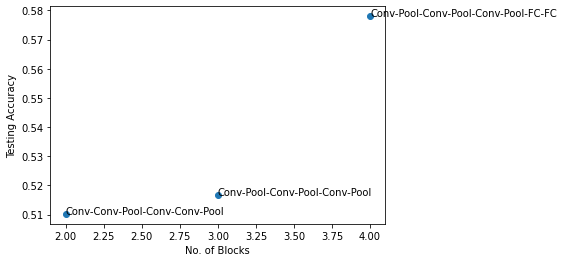 0.58
Conv-Pool-Conv-Pool-Conv-Pool-FC-FC
0.57
0.56
0.55
0.54
0.53
0.52
Conv-Pool-Conv-Pool-Conv-Pool
0.51
Conv-Conv-Pool-Conv-Conv-Pool
Testing Accuracy
2.00 2.25 2.50 2.75 3.00 3.25 3.50 3.75 4.00
No. of Blocks